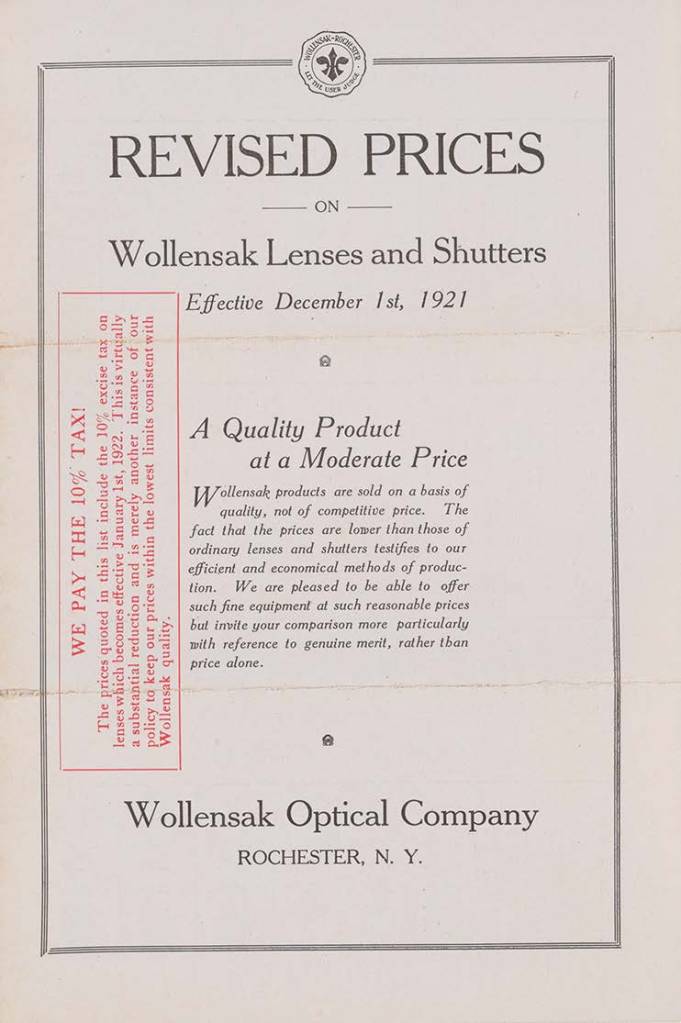 WOLLENSAK-ROCHESTER
LET THE USER JUDGE
REVISED PRICES
ON
Wollensak Lenses and Shutters
Effective December 1st, 1921
A Quality Product
at a Moderate Price
Wollensak products are sold on a basis of
quality, not of competitive price. The
fact that the prices are lower than those of
ordinary lenses and shutters testifies to our
efficient and economical methods of produc-
tion. We are pleased to be able to offer
such fine equipment at such reasonable prices
but invite your comparison more particularly
with reference to genuine merit, rather than
price alone.
WE PAY THE 10% TAX!
The prices quoted in this list include the 10% excise tax on
lenses which becomes effective January 1st, 1922. This is virtually
a substantial reduction and is merely another instance of our
policy to keep our prices within the lowest limits consistent with
Wollensak quality.
Wollensak Optical Company
ROCHESTER, N. Y.